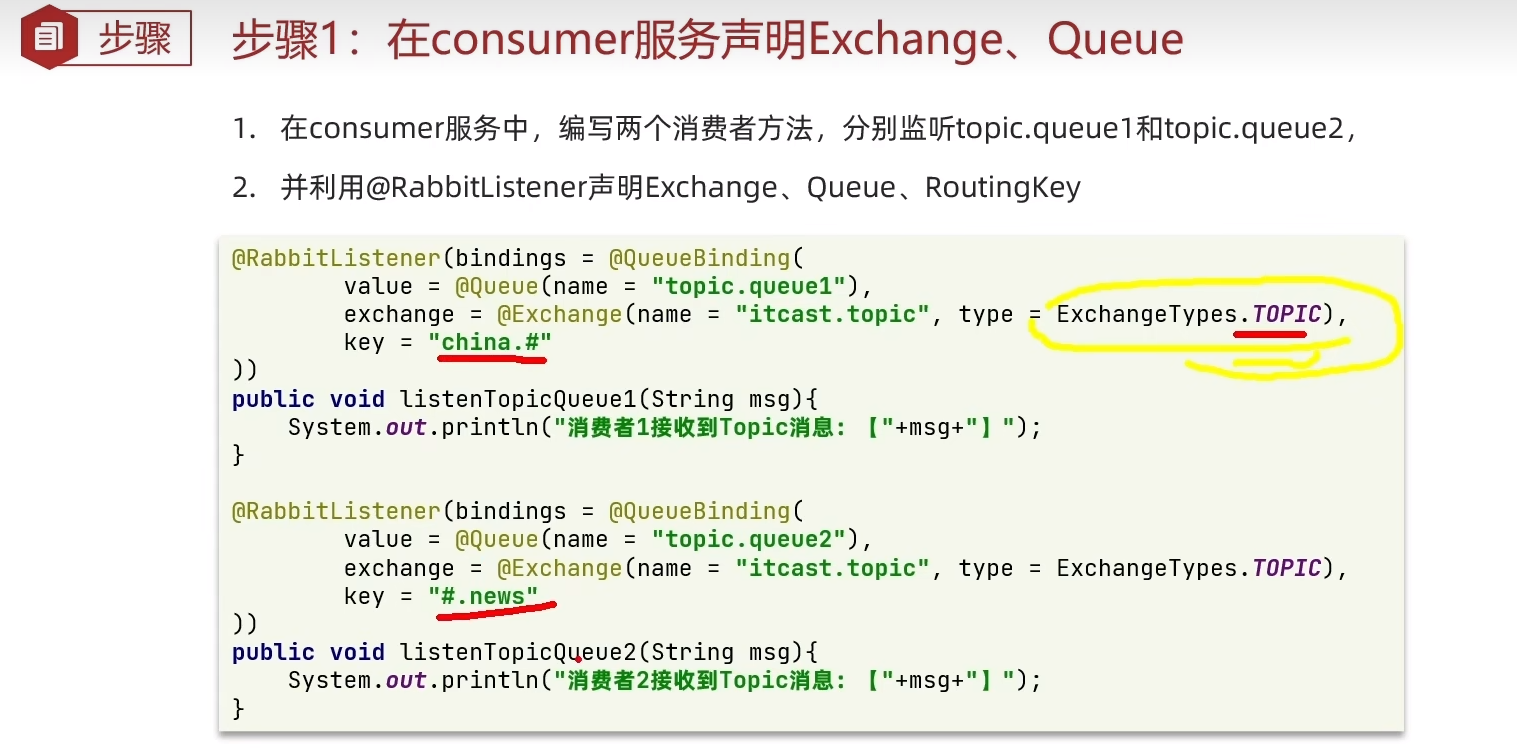 步骤
步骤1：在consumer服务声明Exchange、Queue
1. 在consumer服务中，编写两个消费者方法，分别监听topic.queue1和topic.queue2，
2. 并利用@RabbitListener声明Exchange、Queue、RoutingKey
@RabbitListener(bindings = @QueueBinding(
        value = @Queue(name = "topic.queue1"),
        exchange = @Exchange(name = "itcast.topic", type = ExchangeTypes.TOPIC),
        key = "china.#"
))
public void listenTopicQueue1(String msg){
    System.out.println("消费者1接收到Topic消息：【"+msg+"】");
}
@RabbitListener(bindings = @QueueBinding(
        value = @Queue(name = "topic.queue2"),
        exchange = @Exchange(name = "itcast.topic", type = ExchangeTypes.TOPIC),
        key = "#.news"
))
public void listenTopicQueue2(String msg){
    System.out.println("消费者2接收到Topic消息：【"+msg+"】");
}